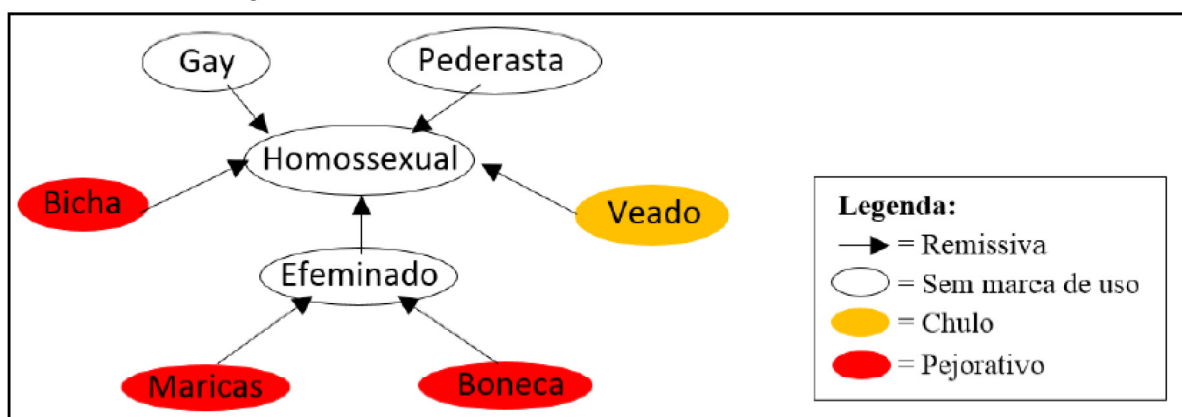 Gay
Pederasta
Homossexual
Bicha
Veado
Efeminado
Maricas
Boneca
Legenda:
= Remissiva
= Sem marca de uso
= Chulo
= Pejorativo